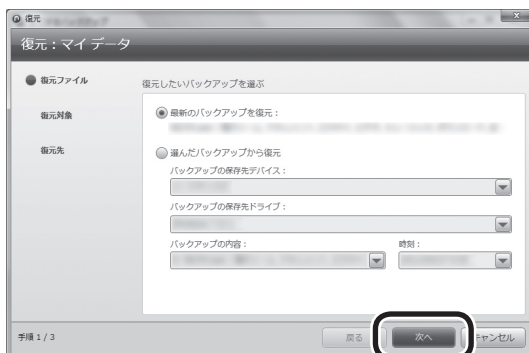 復元
復元：マイ データ
復元ファイル
復元対象
復元先
復元したいバックアップを選ぶ
最新のバックアップを復元：
選んだバックアップから復元
バックアップの保存先デバイス：
バックアップの保存先ドライブ：
バックアップの内容： 時刻：
手順 1 / 3
戻る 次へ キャンセル